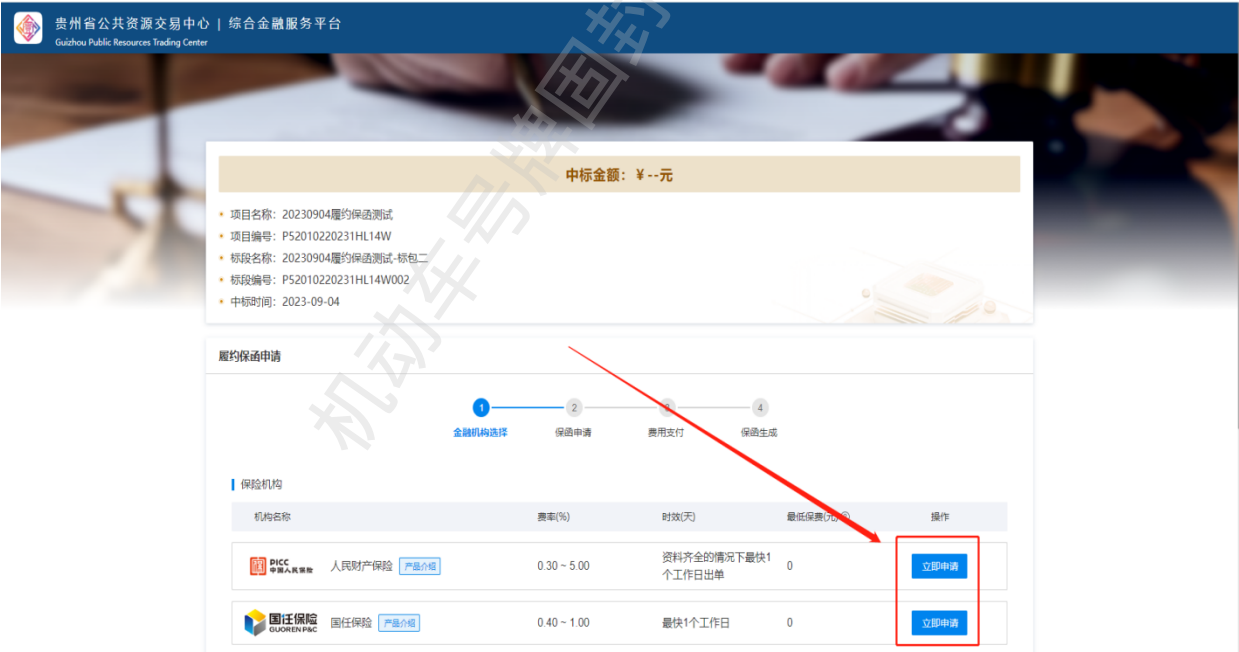 贵州省公共资源交易中心 | 综合金融服务平台
Guizhou Public Resources Trading Center
中标金额：￥--元
项目名称：20230904履约保函测试
项目编号：P52010220231HL14W
标段名称：20230904履约保函测试-标包二
标段编号：P52010220231HL14W002
中标时间：2023-09-04
履约保函申请
1 2 3 4
金融机构选择 保函申请 费用支付 保函生成
保险机构
机构名称 费率(%) 时效(天) 最低保费(元) 操作
PICC 中国人民保险 人民财产保险 产品介绍 0.30 ~ 5.00 资料齐全的情况下最快1 0 立即申请
个工作日出单
国任保险 GUOREN P&C 国任保险 产品介绍 0.40 ~ 1.00 最快1个工作日 0 立即申请
机动车号牌固封